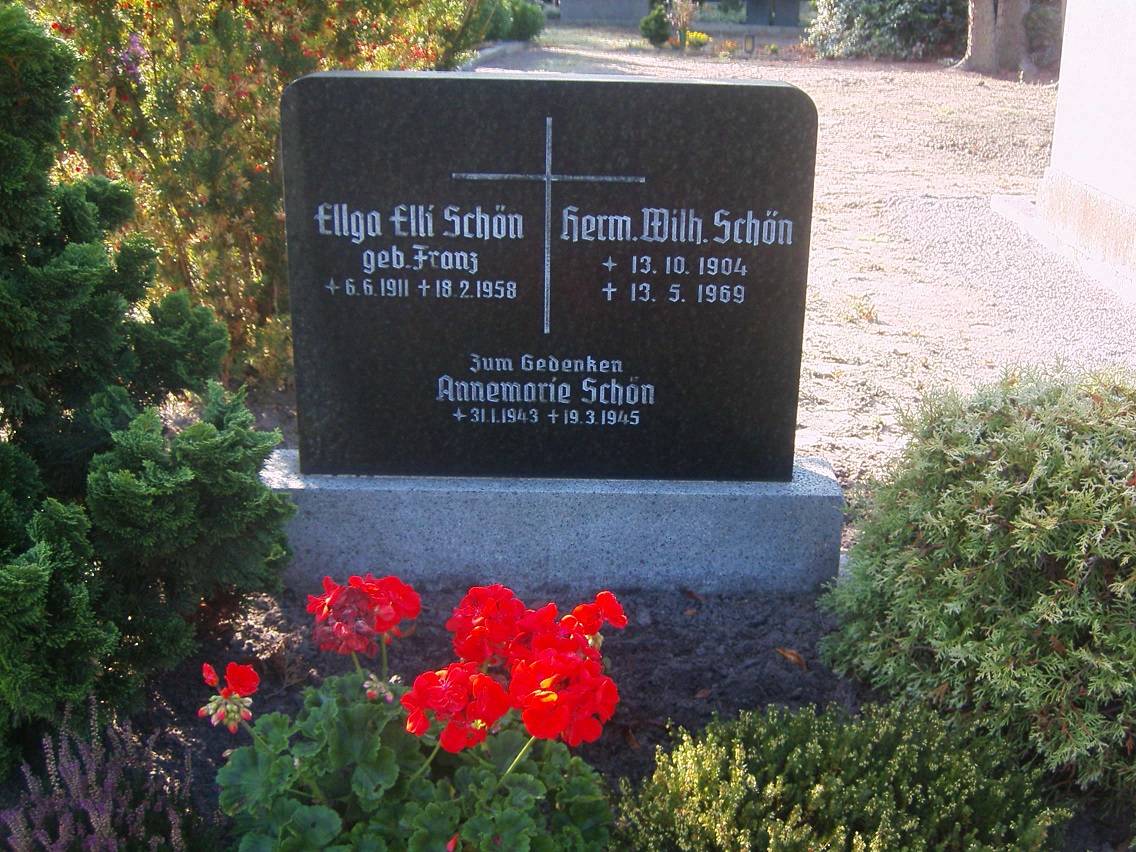 Ellga Elli Schön
geb. Franz
✦ 6.6.1911 ✝ 18.2.1958
Herm. Wilh. Schön
✦ 13. 10. 1904
✝ 13. 5. 1969
Zum Gedenken
Annemarie Schön
✦ 31.1.1943 ✝ 19.3.1945